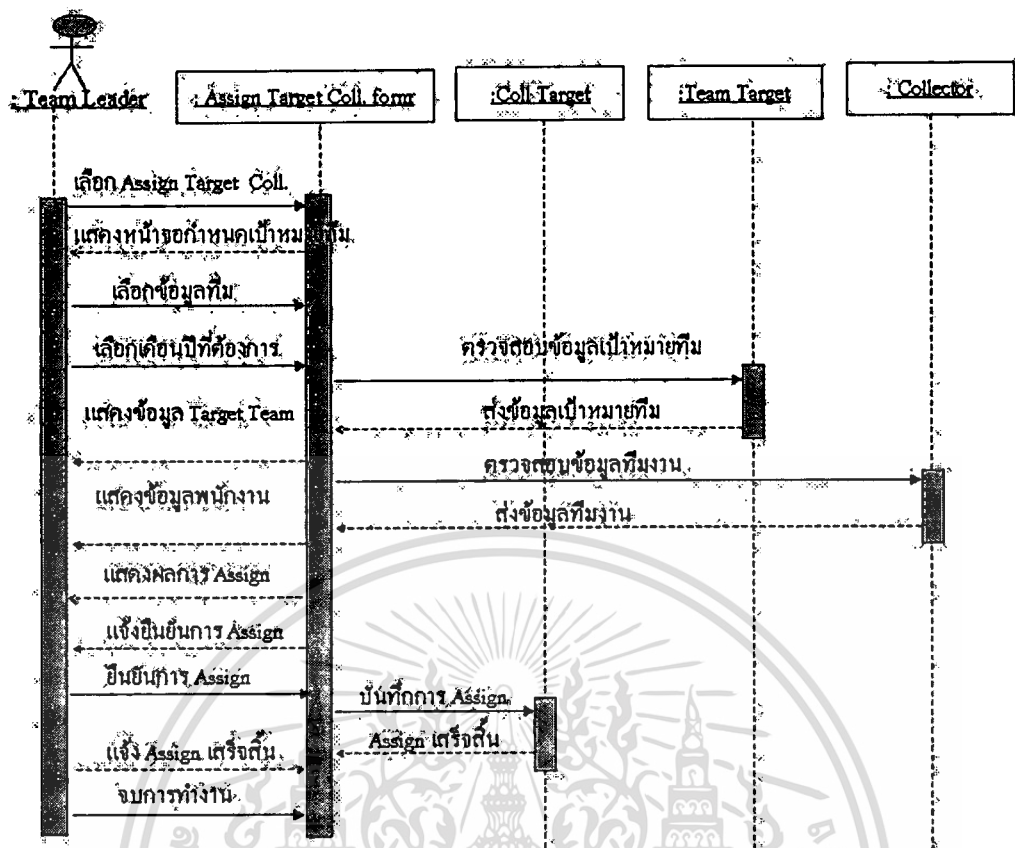 : Team Leader
: Assign Target Coll. form
:Coll Target
:Team Target
: Collector
เลือก Assign Target Coll.
แสดงหน้าจอกำหนดเป้าหมายทีม
เลือกข้อมูลทีม
เลือกเดือนปีที่ต้องการ
ตรวจสอบข้อมูลเป้าหมายทีม
แสดงข้อมูล Target Team
ส่งข้อมูลเป้าหมายทีม
ตรวจสอบข้อมูลทีมงาน
แสดงข้อมูลพนักงาน
ส่งข้อมูลทีมงาน
แสดงผลการ Assign
แจ้งยืนยันการ Assign
ยืนยันการ Assign
บันทึกการ Assign
Assign เสร็จสิ้น
แจ้ง Assign เสร็จสิ้น
จบการทำงาน